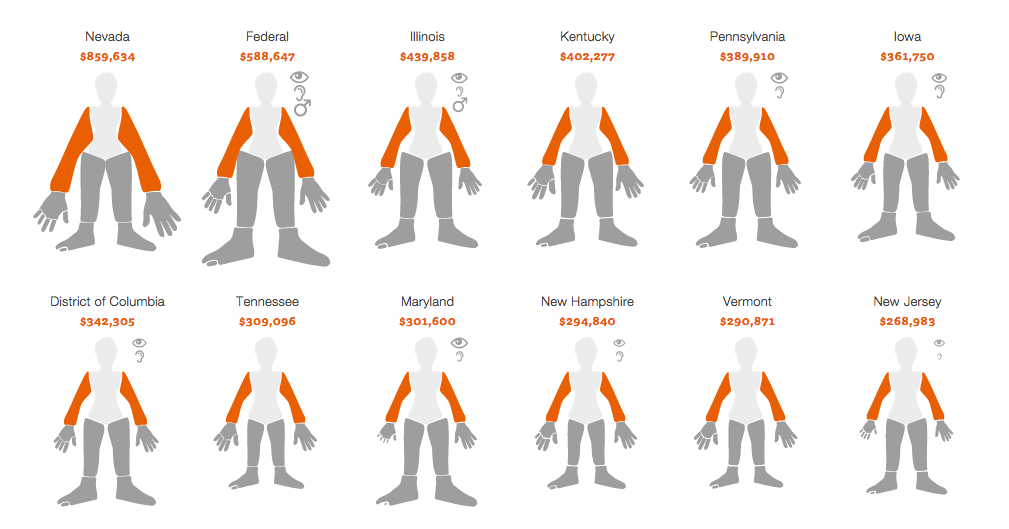 Nevada
$859,634
Federal
$588,647
Illinois
$439,858
Kentucky
$402,277
Pennsylvania
$389,910
Iowa
$361,750
District of Columbia
$342,305
Tennessee
$309,096
Maryland
$301,600
New Hampshire
$294,840
Vermont
$290,871
New Jersey
$268,983